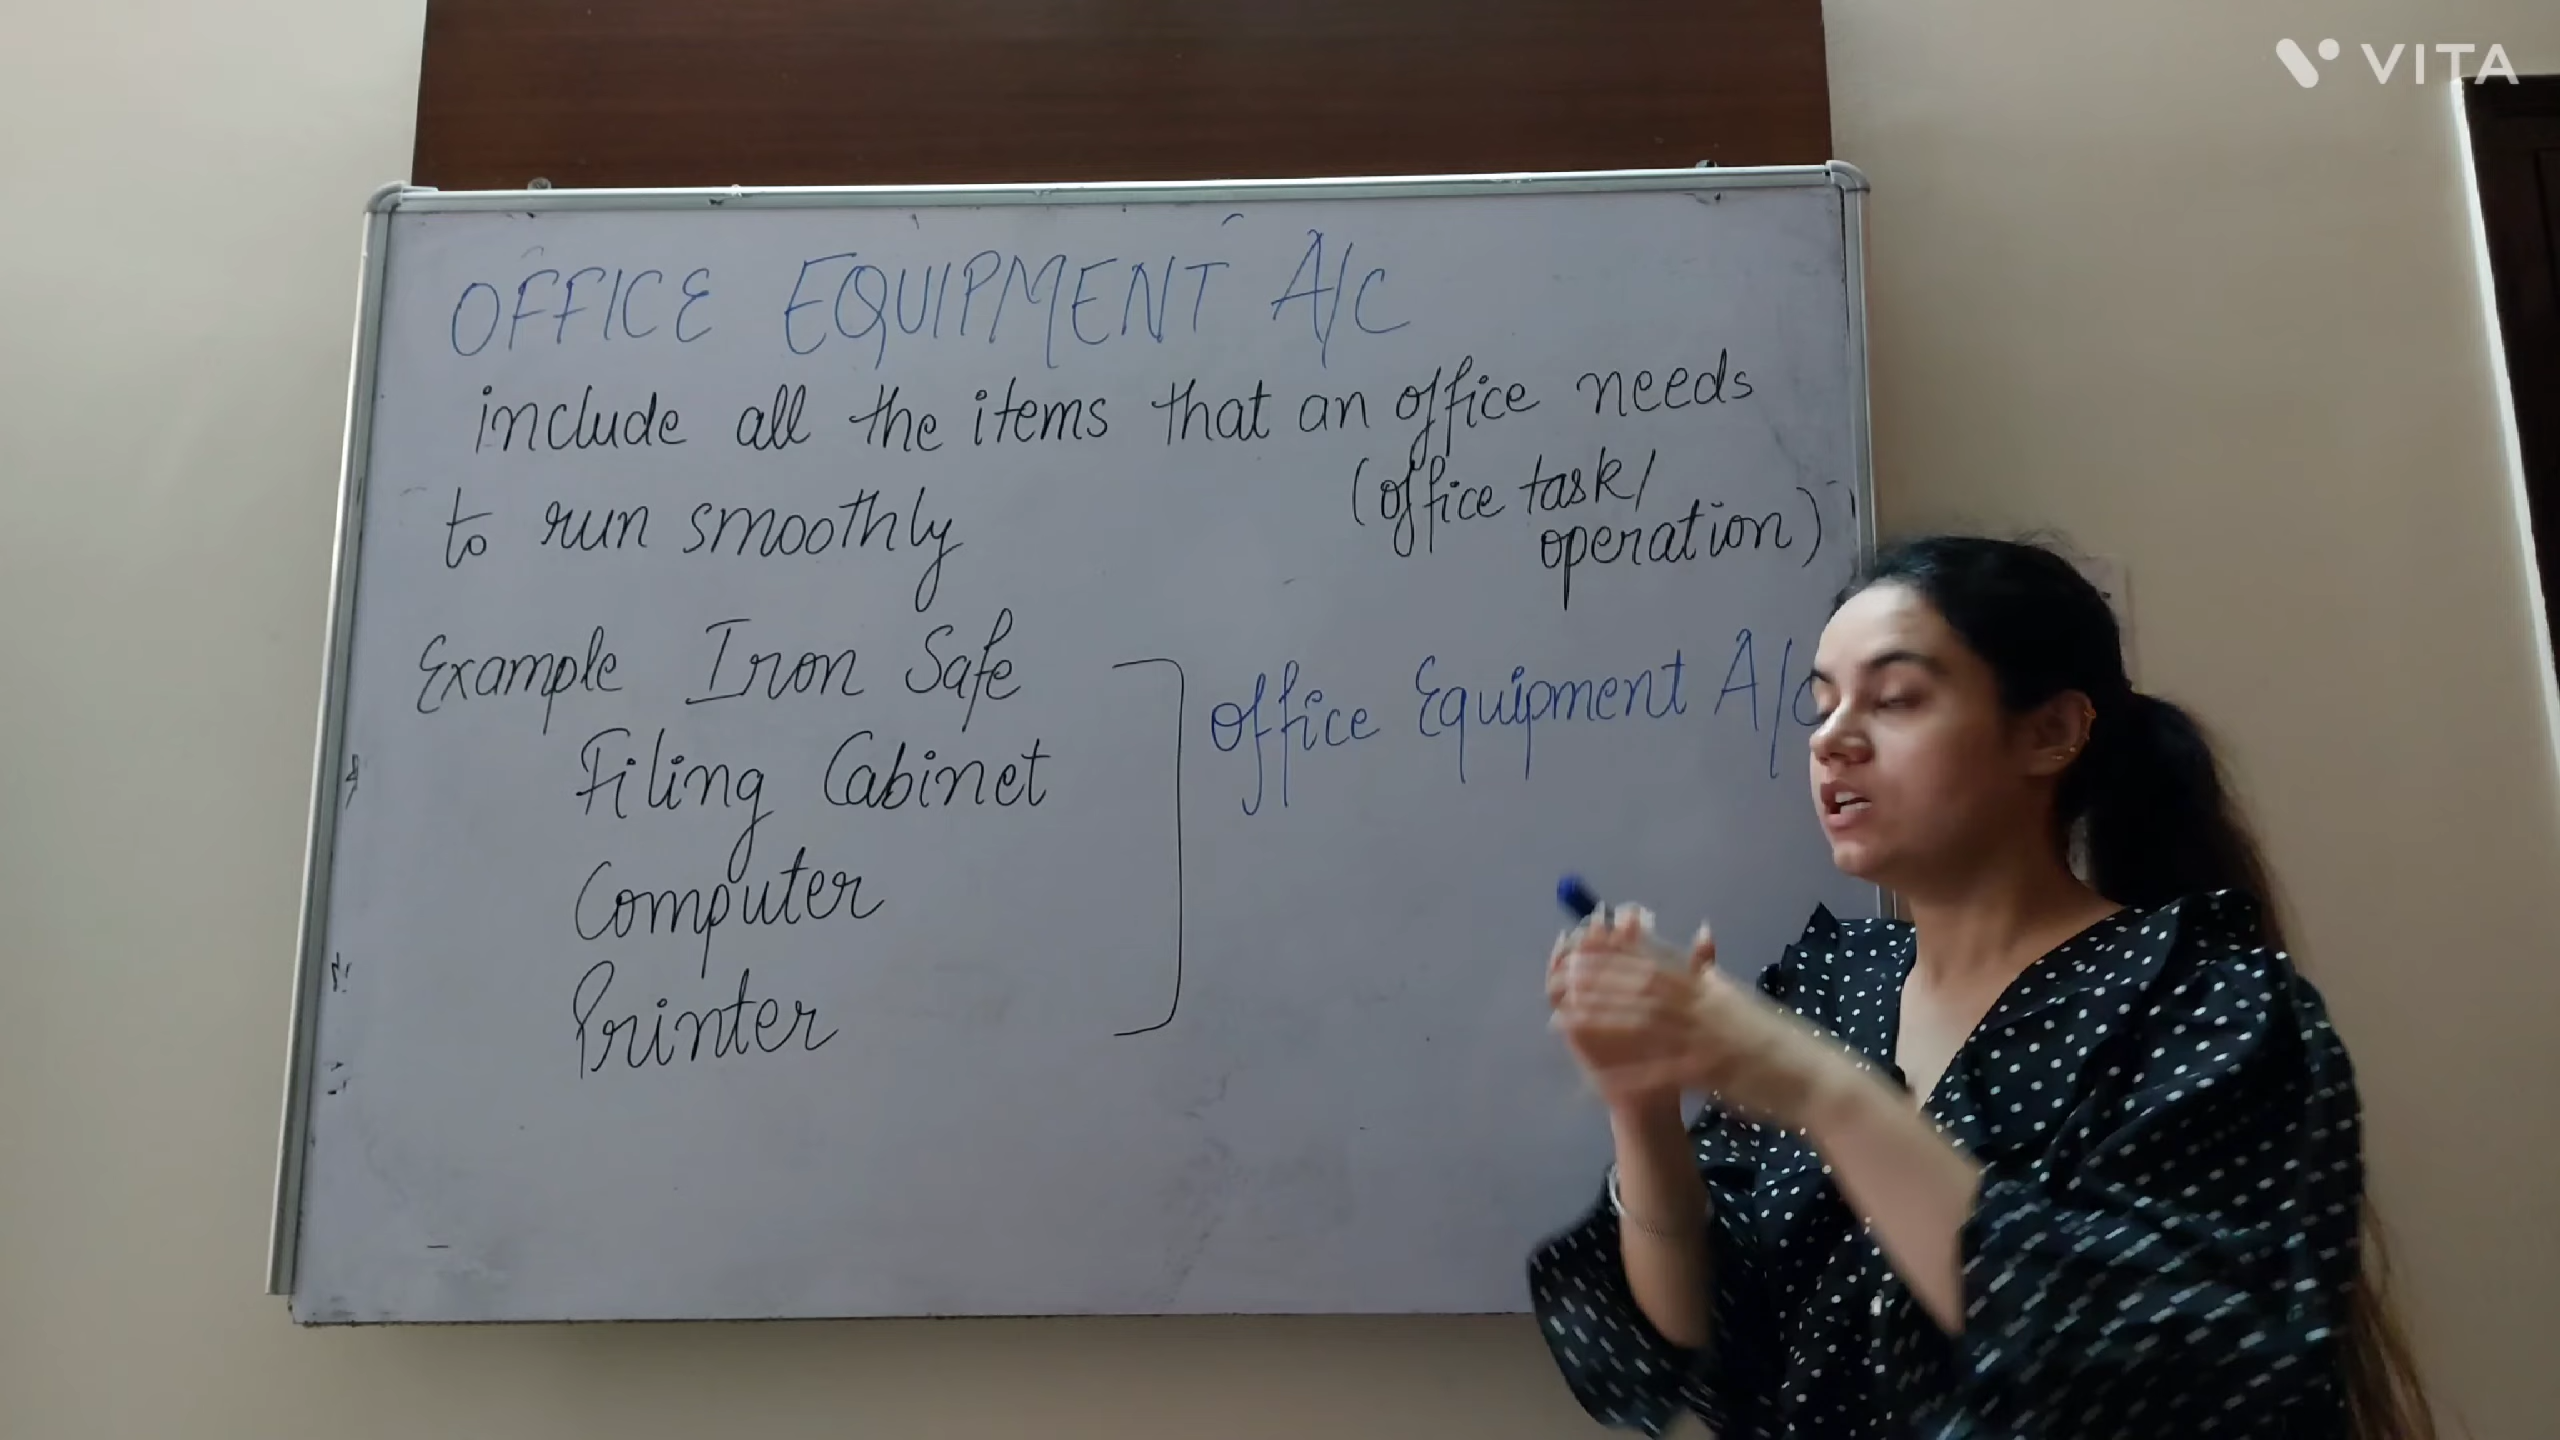 VITA
OFFICE EQUIPMENT A/C
include all the items that an office needs
(office task/
operation)
to run smoothly
Example Iron Safe
Filing Cabinet
Computer
Printer
Office Equipment A/C